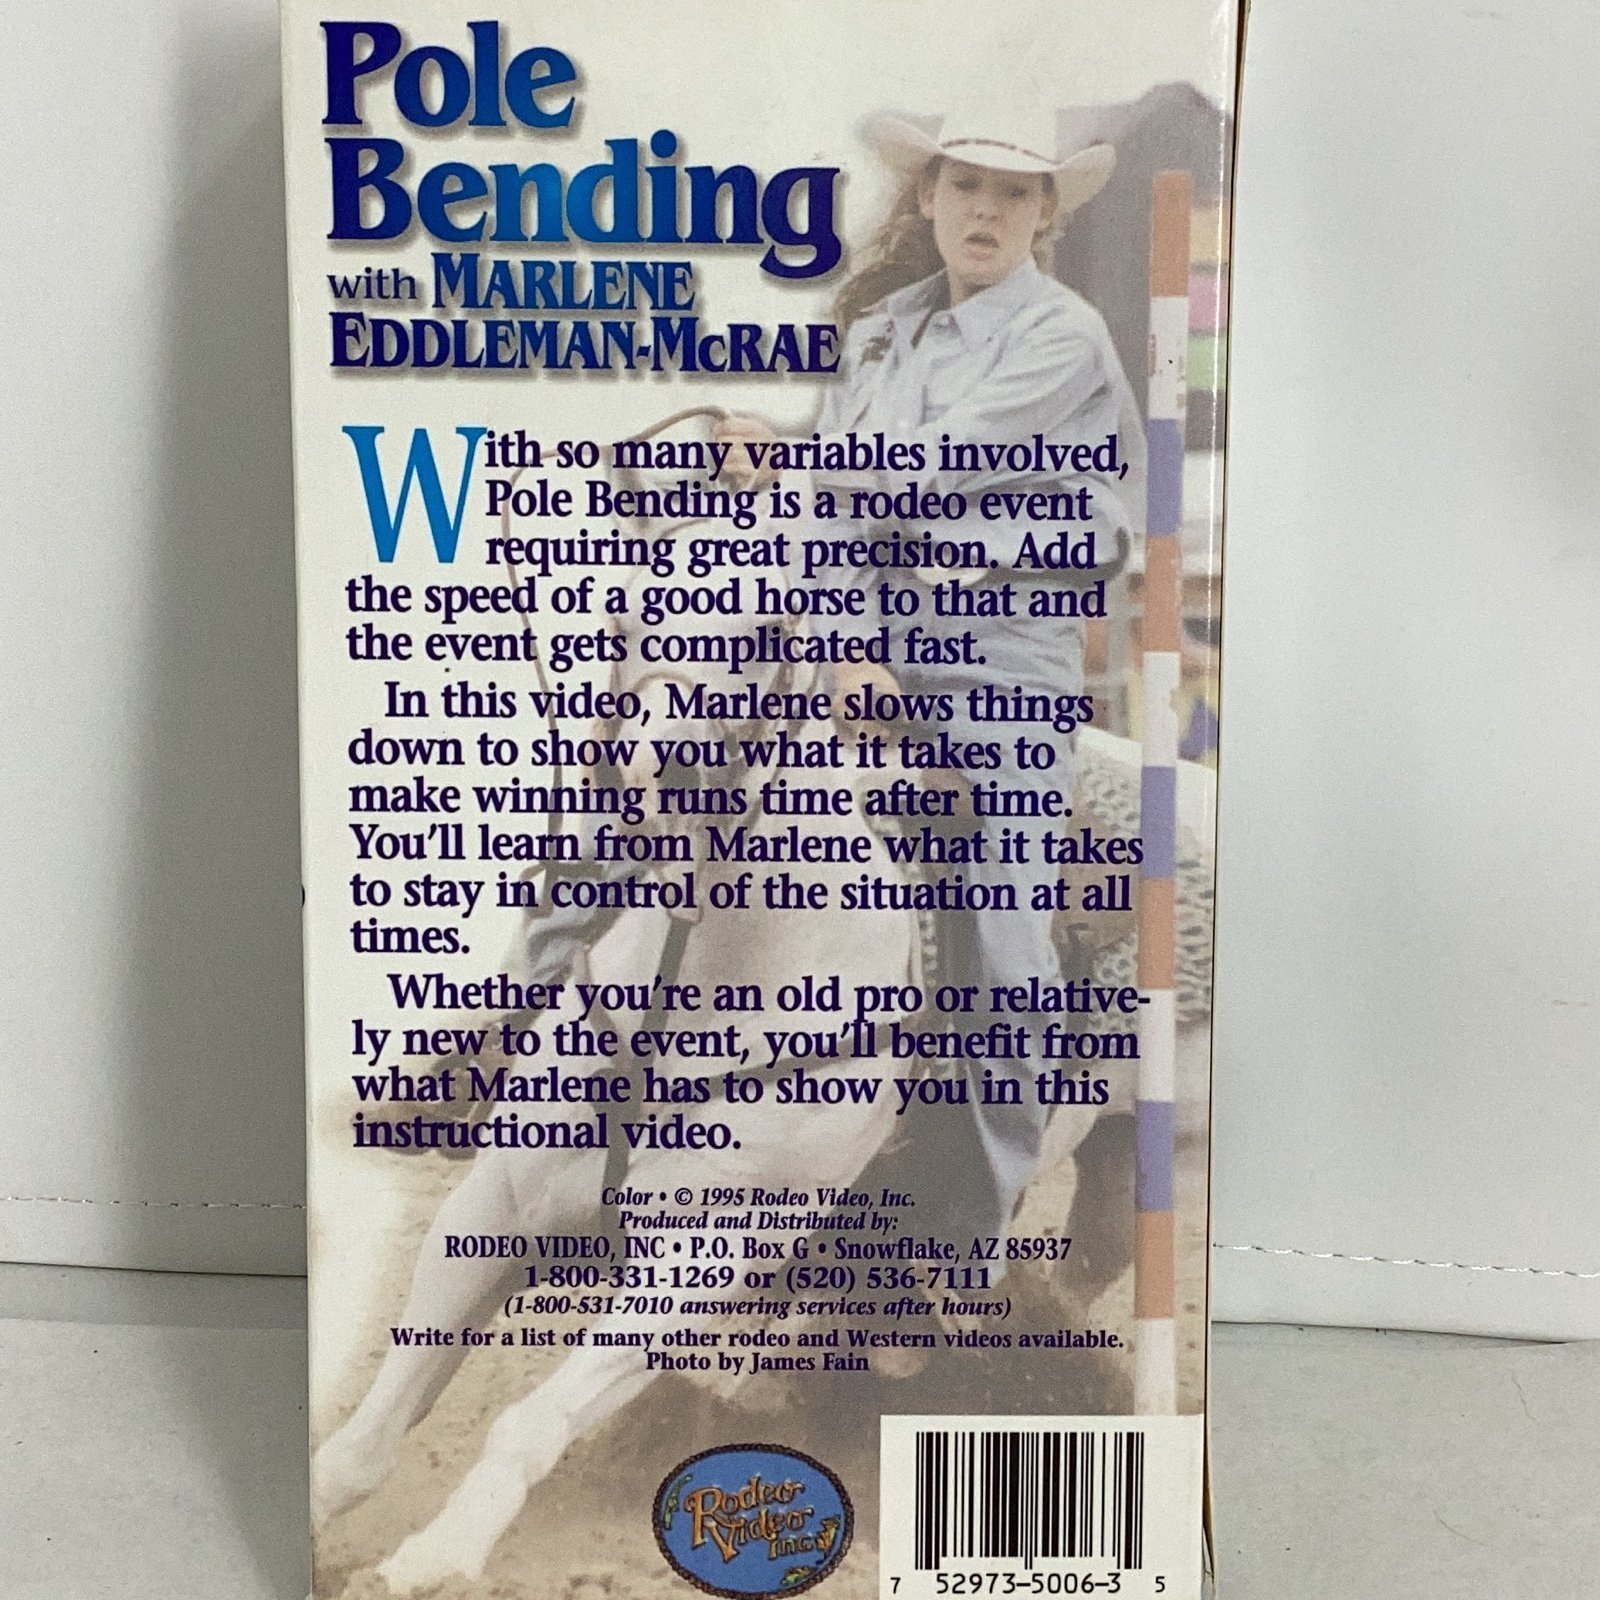 Pole
Bending
with MARLENE
EDDLEMAN-McRAE
With so many variables involved,
Pole Bending is a rodeo event
requiring great precision. Add
the speed of a good horse to that and
the event gets complicated fast.
In this video, Marlene slows things
down to show you what it takes to
make winning runs time after time.
You'll learn from Marlene what it takes
to stay in control of the situation at all
times.
Whether you're an old pro or relative-
ly new to the event, you'll benefit from
what Marlene has to show you in this
instructional video.
Color • © 1995 Rodeo Video, Inc.
Produced and Distributed by:
RODEO VIDEO, INC • P.O. Box G • Snowflake, AZ 85937
1-800-331-1269 or (520) 536-7111
(1-800-531-7010 answering services after hours)
Write for a list of many other rodeo and Western videos available.
Photo by James Fain
Rodeo
Video
Inc
7 52973-5006-3 5